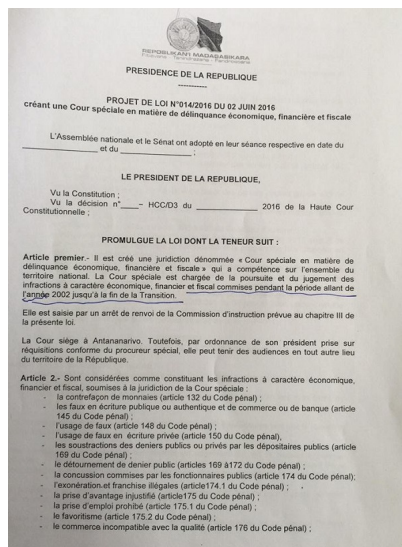 REPOBLIKAN'I MADAGASIKARA
PRESIDENCE DE LA REPUBLIQUE
-----------
PROJET DE LOI N°014/2016 DU 02 JUIN 2016
créant une Cour spéciale en matière de délinquance économique, financière et fiscale
L'Assemblée nationale et le Sénat ont adopté en leur séance respective en date du
________________ et du ________________ ;
LE PRESIDENT DE LA REPUBLIQUE,
Vu la Constitution ;
Vu la décision n°____– HCC/D3 du ______________ 2016 de la Haute Cour
Constitutionnelle ;
PROMULGUE LA LOI DONT LA TENEUR SUIT :
Article premier.- Il est créé une juridiction dénommée « Cour spéciale en matière de
délinquance économique, financière et fiscale » qui a compétence sur l'ensemble du
territoire national. La Cour spéciale est chargée de la poursuite et du jugement des
infractions à caractère économique, financier et fiscal commises pendant la période allant de
l'année 2002 jusqu'à la fin de la Transition.
Elle est saisie par un arrêt de renvoi de la Commission d'instruction prévue au chapitre III de
la présente loi.
La Cour siège à Antananarivo. Toutefois, par ordonnance de son président prise sur
réquisitions conforme du procureur spécial, elle peut tenir des audiences en tout autre lieu
du territoire de la République.
Article 2.- Sont considérées comme constituant les infractions à caractère économique,
financier et fiscal, soumises à la juridiction de la Cour spéciale :
- la contrefaçon de monnaies (article 132 du Code pénal) ;
- les faux en écriture publique ou authentique et de commerce ou de banque (article
145 du Code pénal) ;
- l'usage de faux (article 148 du Code pénal) ;
- l'usage de faux en écriture privée (article 150 du Code pénal),
- les soustractions des deniers publics ou privés par les dépositaires publics (article
169 du Code pénal) ;
- le détournement de denier public (articles 169 à172 du Code pénal) ;
- la concussion commises par les fonctionnaires publics (article 174 du Code pénal);
- l'exonération et franchise illégales (article174.1 du Code pénal) ;
- la prise d'avantage injustifié (article175 du Code pénal) ;
- la prise d'emploi prohibé (article 175.1 du Code pénal) ;
- le favoritisme (article 175.2 du Code pénal) ;
- le commerce incompatible avec la qualité (article 176 du Code pénal) ;